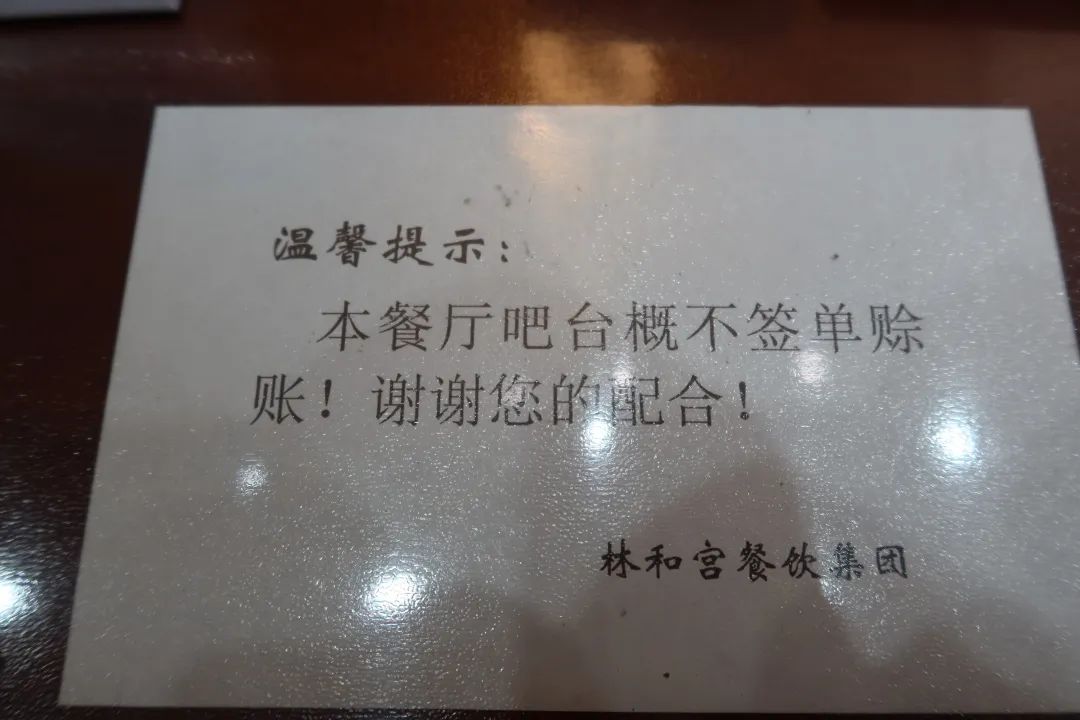 温馨提示：
本餐厅吧台概不签单赊
账！谢谢您的配合！
林和宫餐饮集团